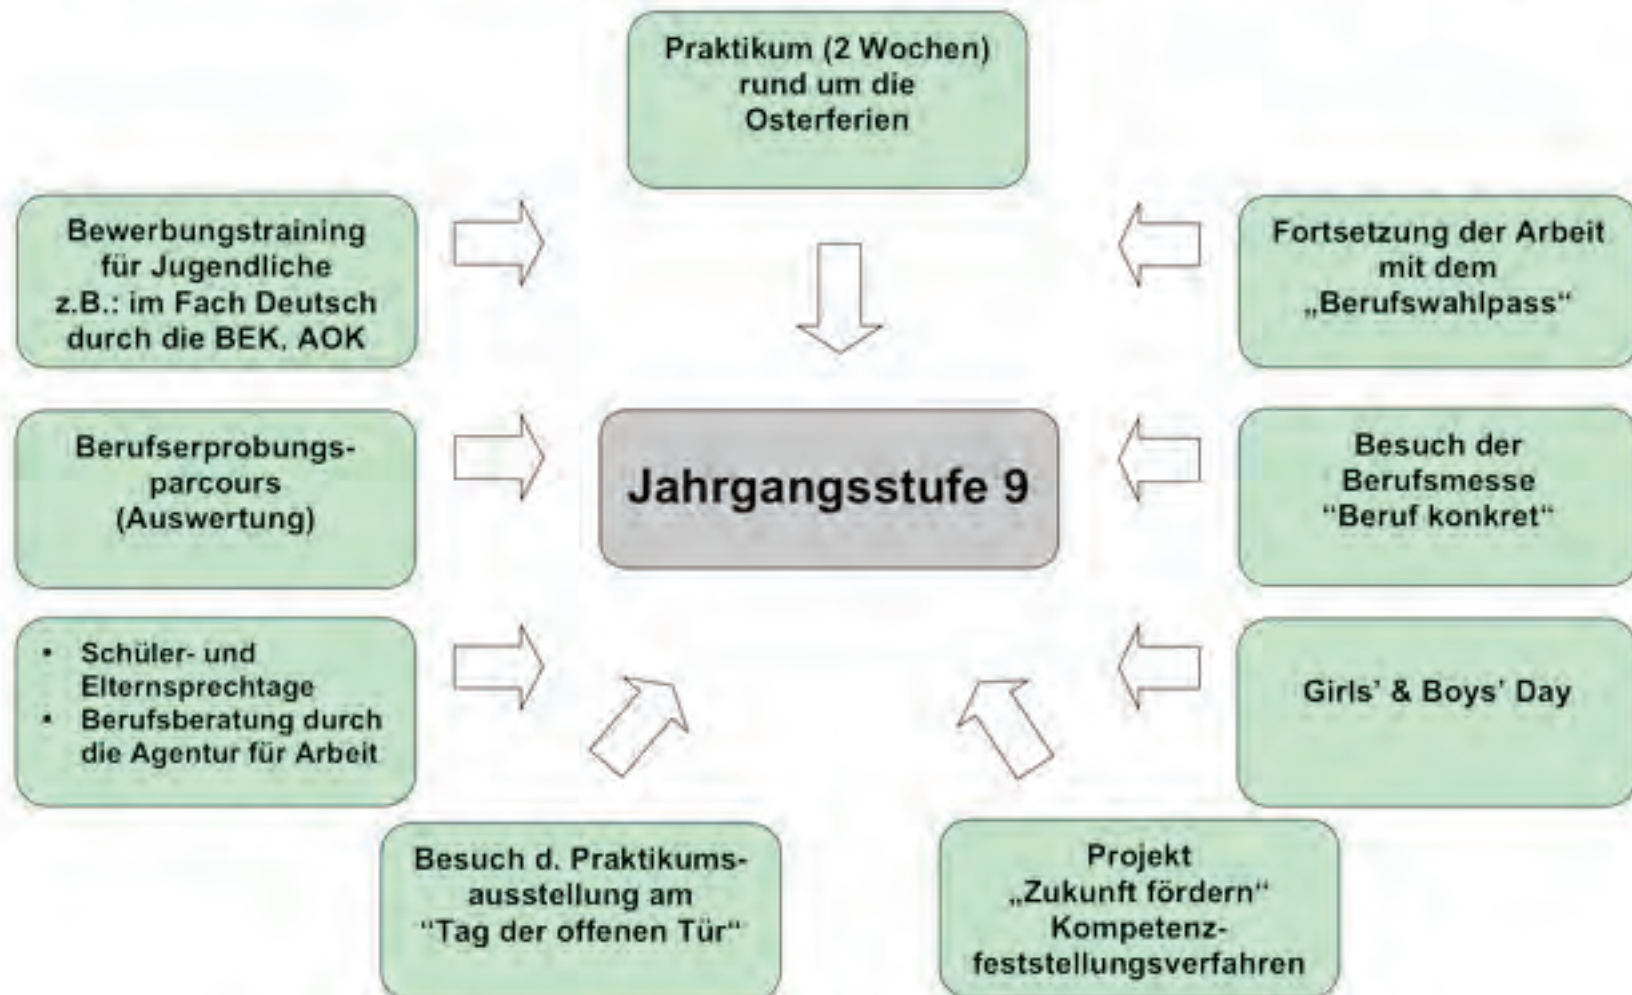 Praktikum (2 Wochen)
rund um die
Osterferien
Bewerbungstraining
für Jugendliche
z.B.: im Fach Deutsch
durch die BEK, AOK
Fortsetzung der Arbeit
mit dem
„Berufswahlpass“
Berufserprobungs-
parcours
(Auswertung)
Jahrgangsstufe 9
Besuch der
Berufsmesse
“Beruf konkret“
• Schüler- und
Elternsprechtage
• Berufsberatung durch
die Agentur für Arbeit
Girls’ & Boys’ Day
Besuch d. Praktikums-
ausstellung am
“Tag der offenen Tür“
Projekt
„Zukunft fördern“
Kompetenz-
feststellungsverfahren